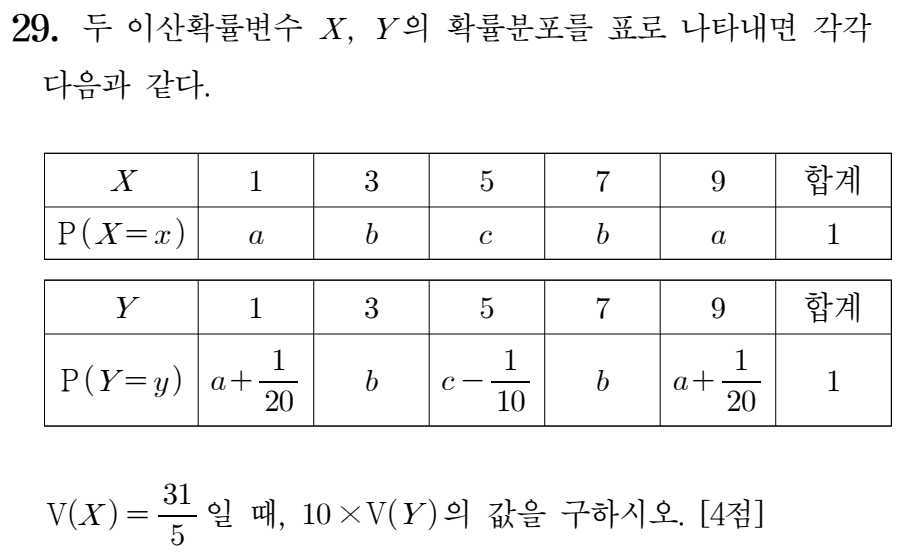 29. 두 이산확률변수 X, Y의 확률분포를 표로 나타내면 각각
다음과 같다.
X 1 3 5 7 9 합계
P(X=x) a b c b a 1
Y 1 3 5 7 9 합계
P(Y=y) a+1/20 b c-1/10 b a+1/20 1
V(X)=31/5일 때, 10×V(Y)의 값을 구하시오. [4점]